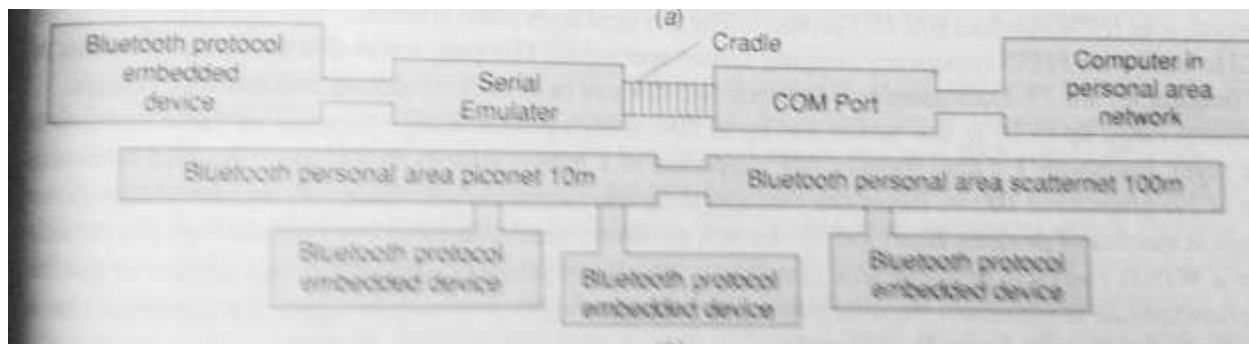 (a)
Bluetooth protocol
embedded
device
Serial
Emulater
Cradle
COM Port
Computer in
personal area
network
Bluetooth personal area piconet 10m
Bluetooth personal area scatternet 100m
Bluetooth protocol
embedded device
Bluetooth protocol
embedded device
Bluetooth protocol
embedded device